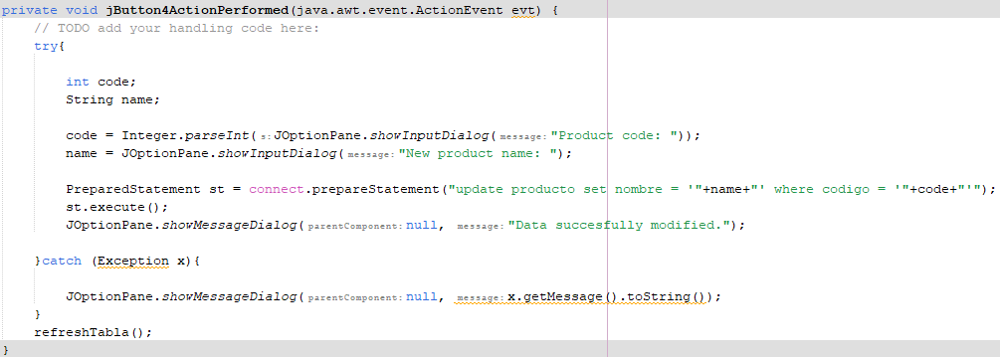 private void jButton4ActionPerformed(java.awt.event.ActionEvent evt) {
// TODO add your handling code here:
try{
int code;
String name;
code = Integer.parseInt(s:JOptionPane.showInputDialog(message:"Product code: "));
name = JOptionPane.showInputDialog(message:"New product name: ");
PreparedStatement st = connect.prepareStatement("update producto set nombre = '"+name+"' where codigo = '"+code+"'");
st.execute();
JOptionPane.showMessageDialog(parentComponent:null, message:"Data succesfully modified.");
}catch (Exception x){
JOptionPane.showMessageDialog(parentComponent:null, message:x.getMessage().toString());
}
refreshTabla();
}